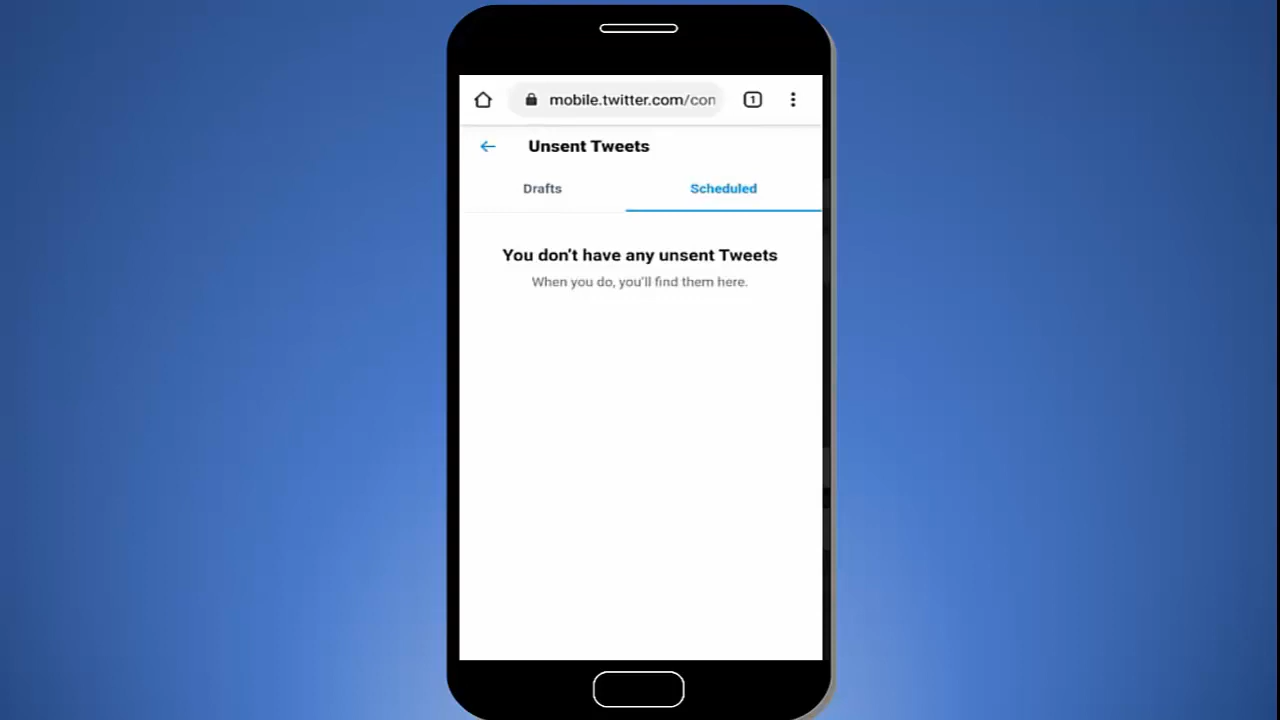 mobile.twitter.com/con
1
Unsent Tweets
Drafts
Scheduled
You don't have any unsent Tweets
When you do, you'll find them here.